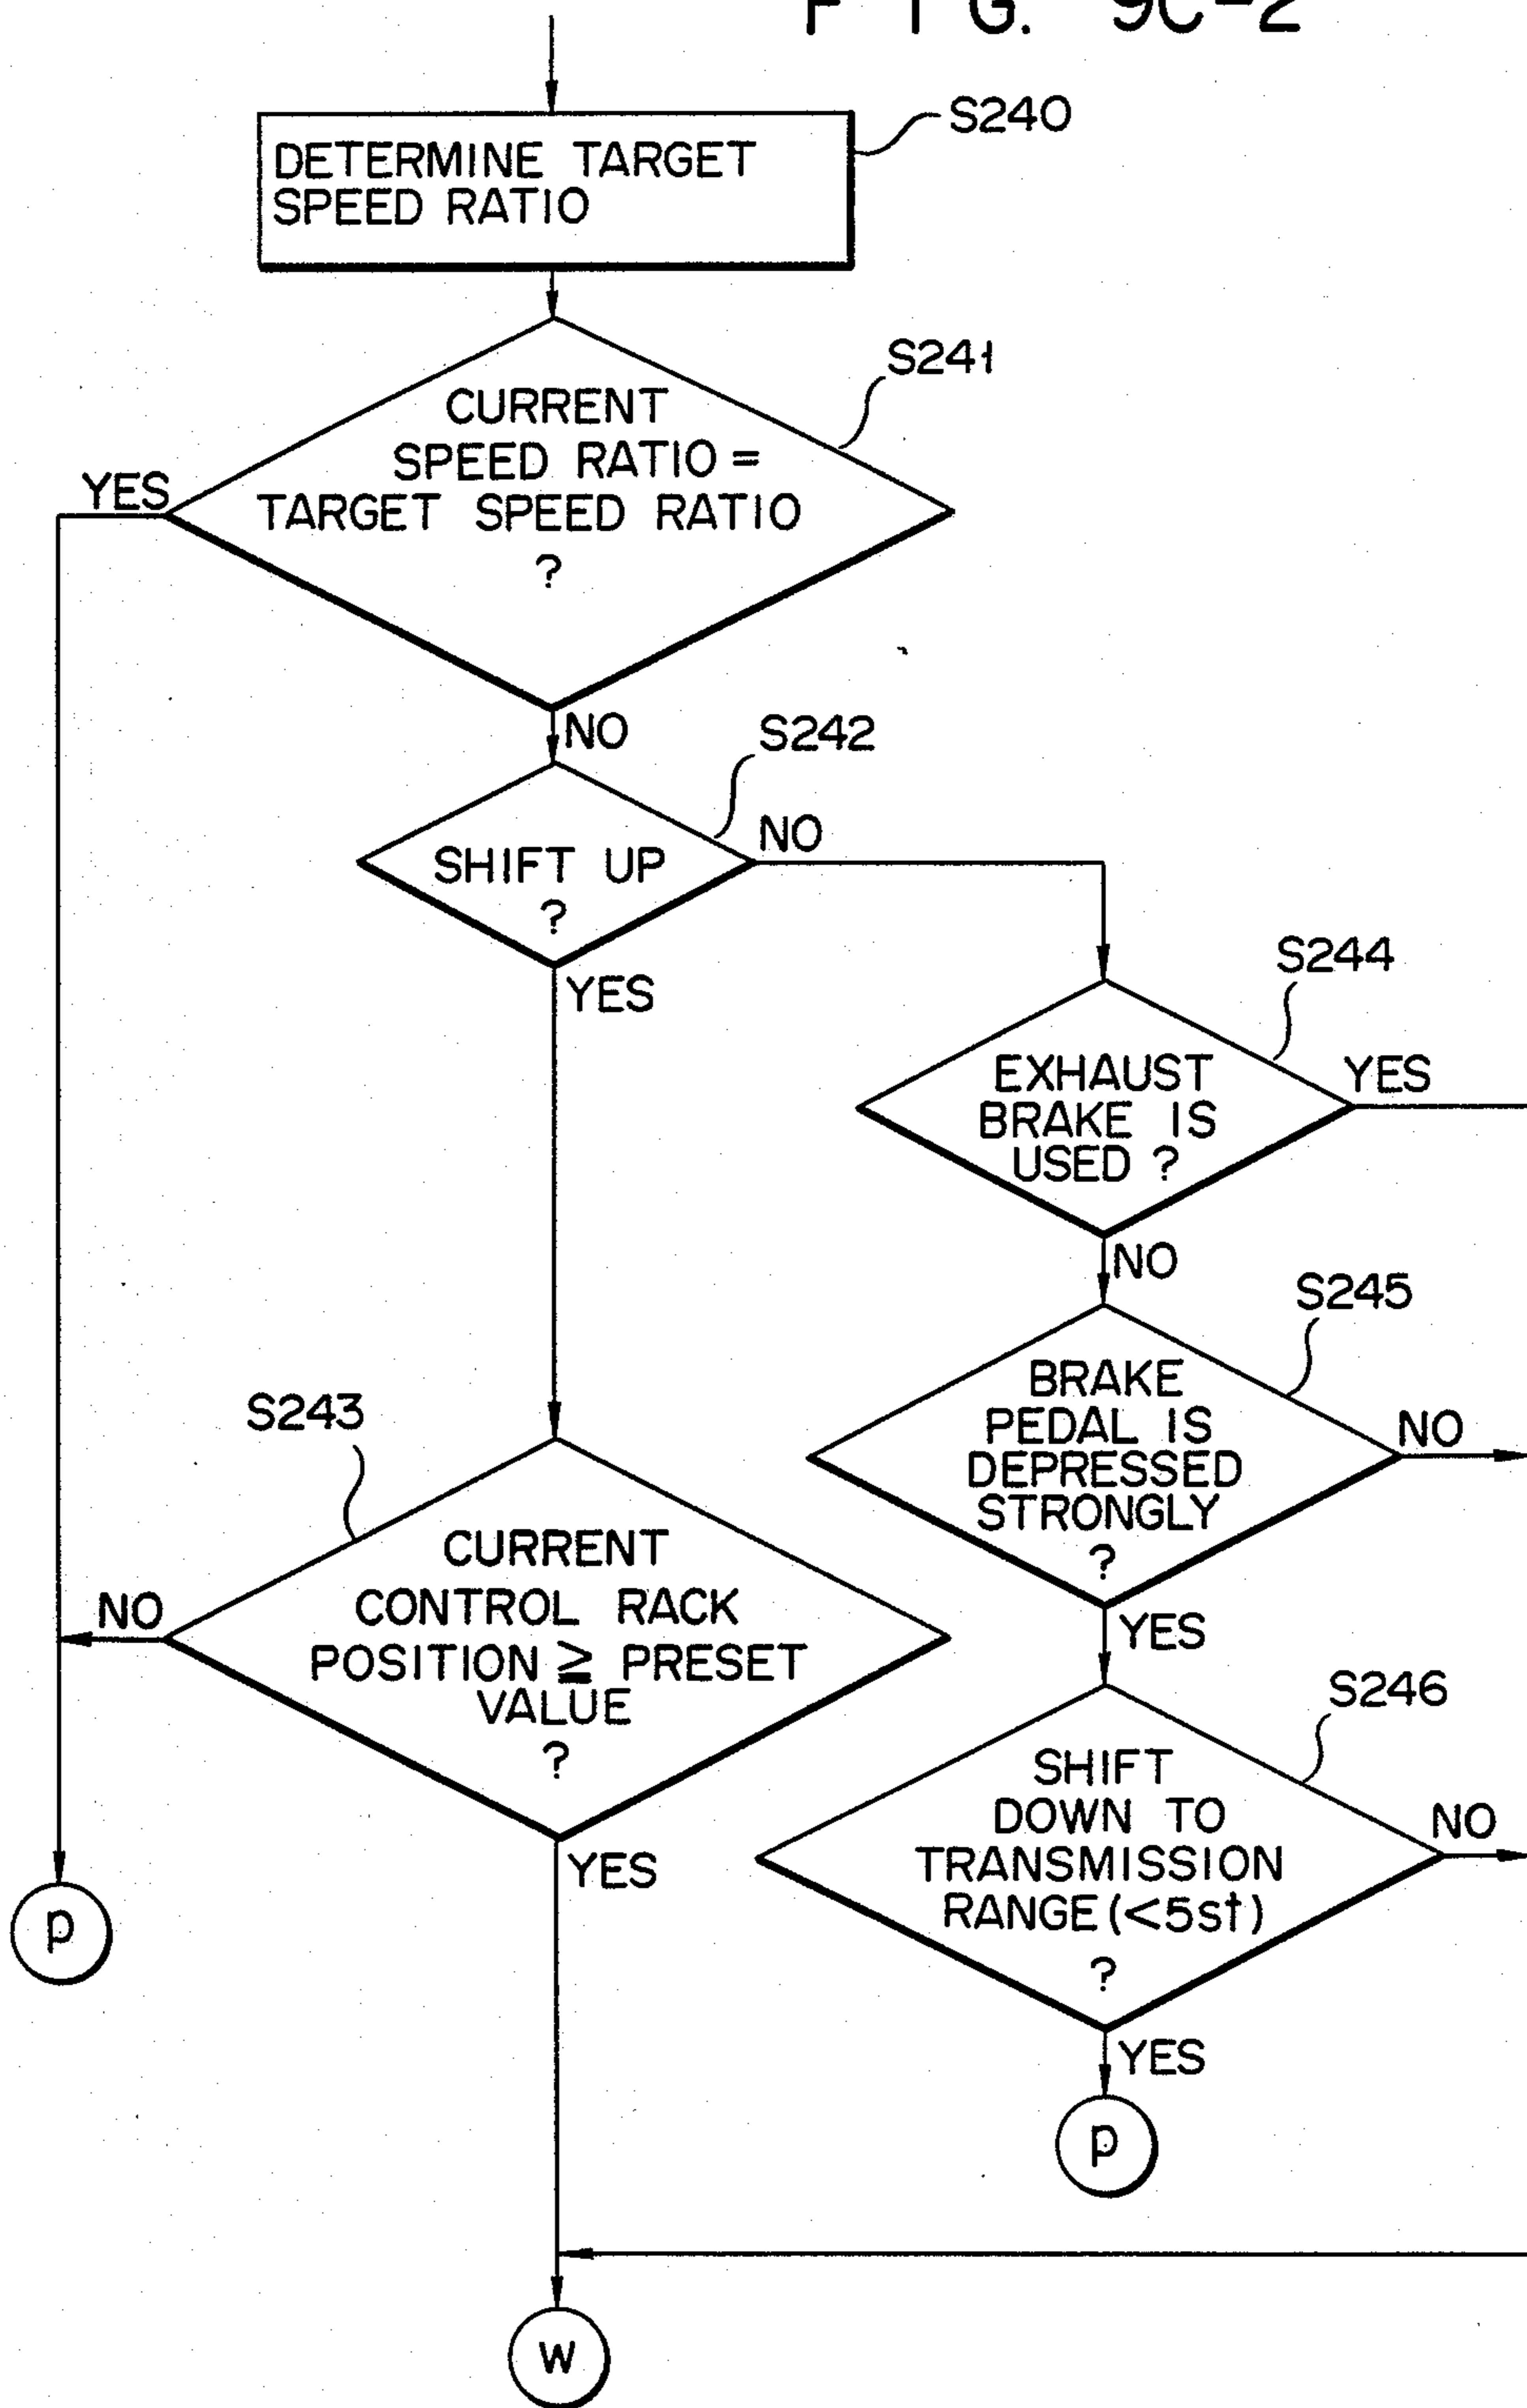 F I G. 9C-2
S240
DETERMINE TARGET
SPEED RATIO
S241
CURRENT
SPEED RATIO =
TARGET SPEED RATIO
?
YES
NO
S242
SHIFT UP
?
NO
YES
S244
EXHAUST
BRAKE IS
USED ?
YES
NO
S245
BRAKE
PEDAL IS
DEPRESSED
STRONGLY
?
NO
YES
S243
CURRENT
CONTROL RACK
POSITION ≧ PRESET
VALUE
?
NO
YES
S246
SHIFT
DOWN TO
TRANSMISSION
RANGE (<5st)
?
NO
YES
p
p
w